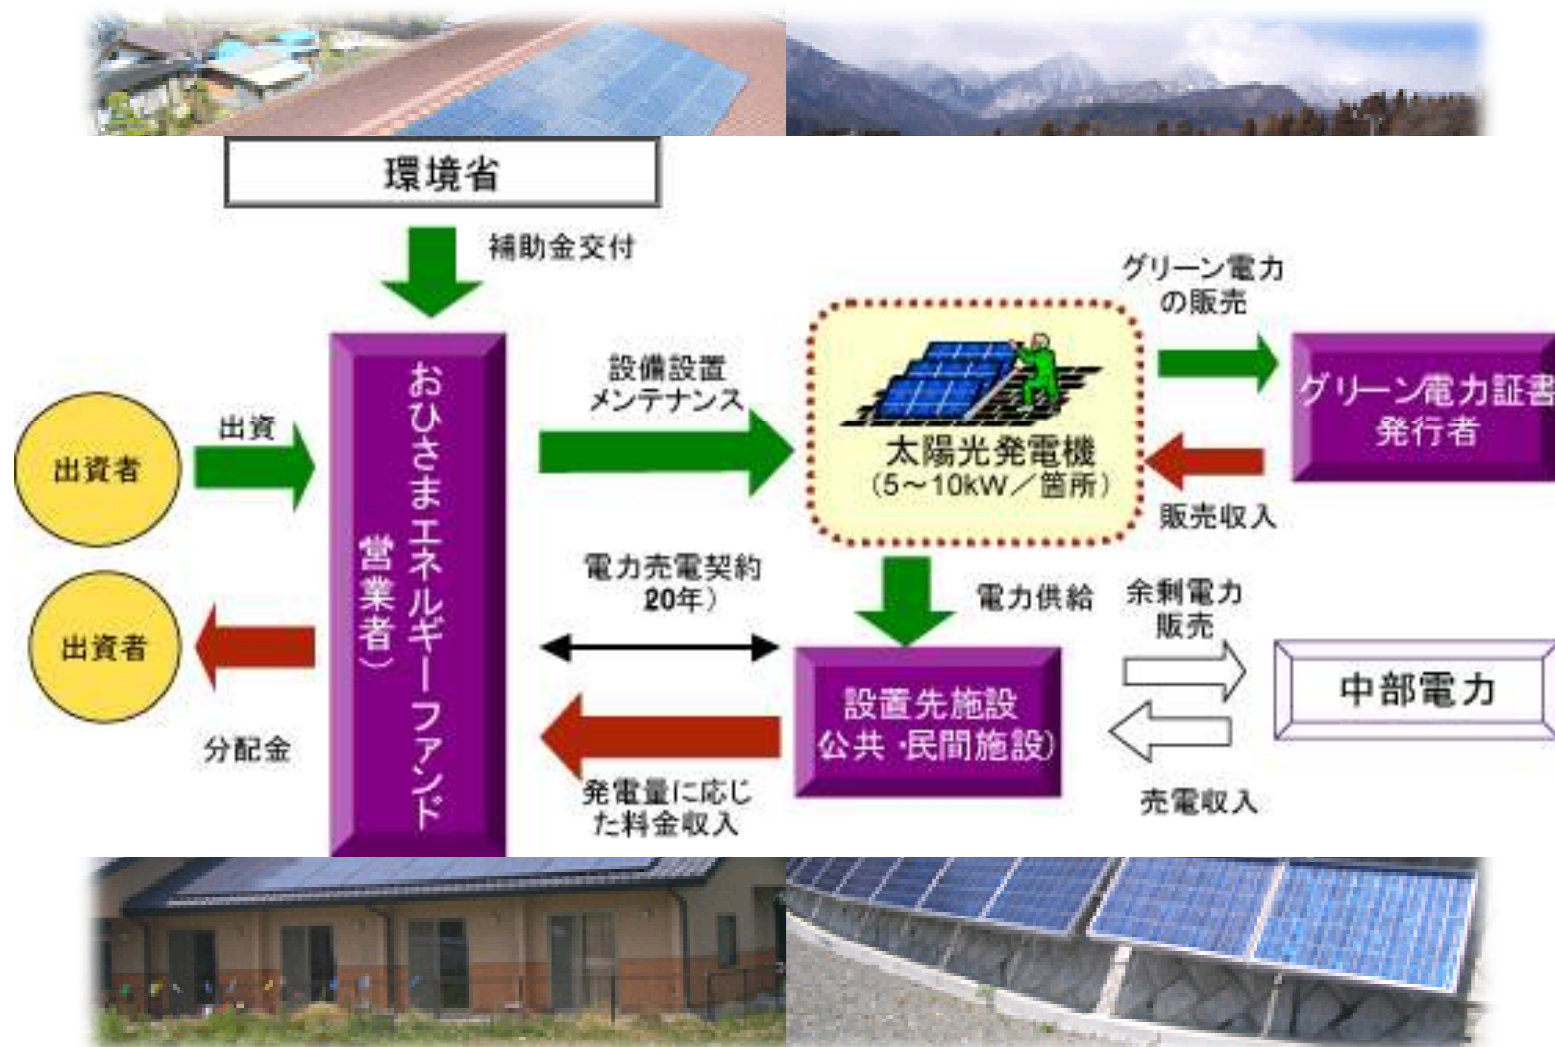 環境省
補助金交付
グリーン電力
の販売
設備設置
メンテナンス
おひさまエネルギーファンド
営業者）
出資
出資者
太陽光発電機
（5～10kW／箇所）
グリーン電力証書
発行者
販売収入
電力売電契約
20年）
電力供給
余剰電力
販売
出資者
分配金
設置先施設
公共・民間施設）
中部電力
発電量に応じ
た料金収入
売電収入